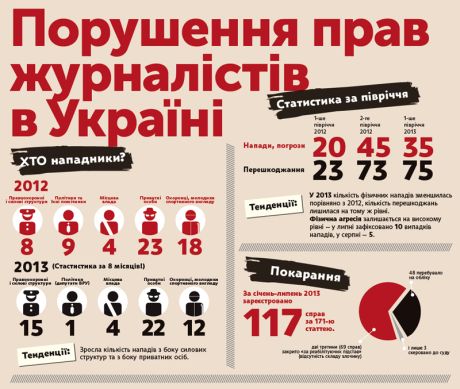 Порушення прав
журналістів
в Україні
ХТО нападники?
2012
Правоохоронні
і силові структури
Політики та
їхні помічники
Місцева
влада
Приватні
особи
Охоронці, молодики
спортивного вигляду
8
9
4
23
18
2013 (Стастистика за 8 місяців!)
Правоохоронні
і силові структури
Політик
(депутати ВРУ)
Місцева
влада
Приватні
особи
Охоронці, молодики
спортивного вигляду
15
1
4
22
12
Тенденції:
Зросла кількість нападів з боку силових
структур та з боку приватних осіб.
Статистика за півріччя
1-ше
півріччя
2012
2-ге
півріччя
2012
1-ше
півріччя
2013
Напади, погрози 20 45 35
Перешкоджання 23 73 75
Тенденції:
У 2013 кількість фізичних нападів зменшилась
порівняно з 2012, кількість перешкоджань
лишилася на тому ж рівні.
Фізична агресія залишається на високому
рівні – у липні зафіксовано 10 випадків
нападів, у серпні – 5.
Покарання
За січень-липень 2013
зареєстровано
117 справ
за 171-ю
статтею.
48 перебувало
на обліку
дві третини (69 справ)
закрито «за реабілітуючих підстав»
(відсутність складу злочину)
і лише 3
скеровано до суду